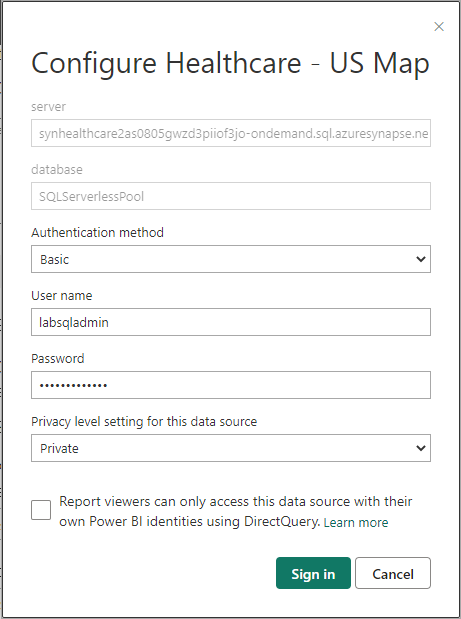 ×
Configure Healthcare - US Map
server
synhealthcare2as0805gwzd3piiof3jo-ondemand.sql.azuresynapse.ne
database
SQLServerlessPool
Authentication method
Basic
User name
labsqladmin
Password
•••••••••••••
Privacy level setting for this data source
Private
Report viewers can only access this data source with their
own Power BI identities using DirectQuery. Learn more
Sign in Cancel